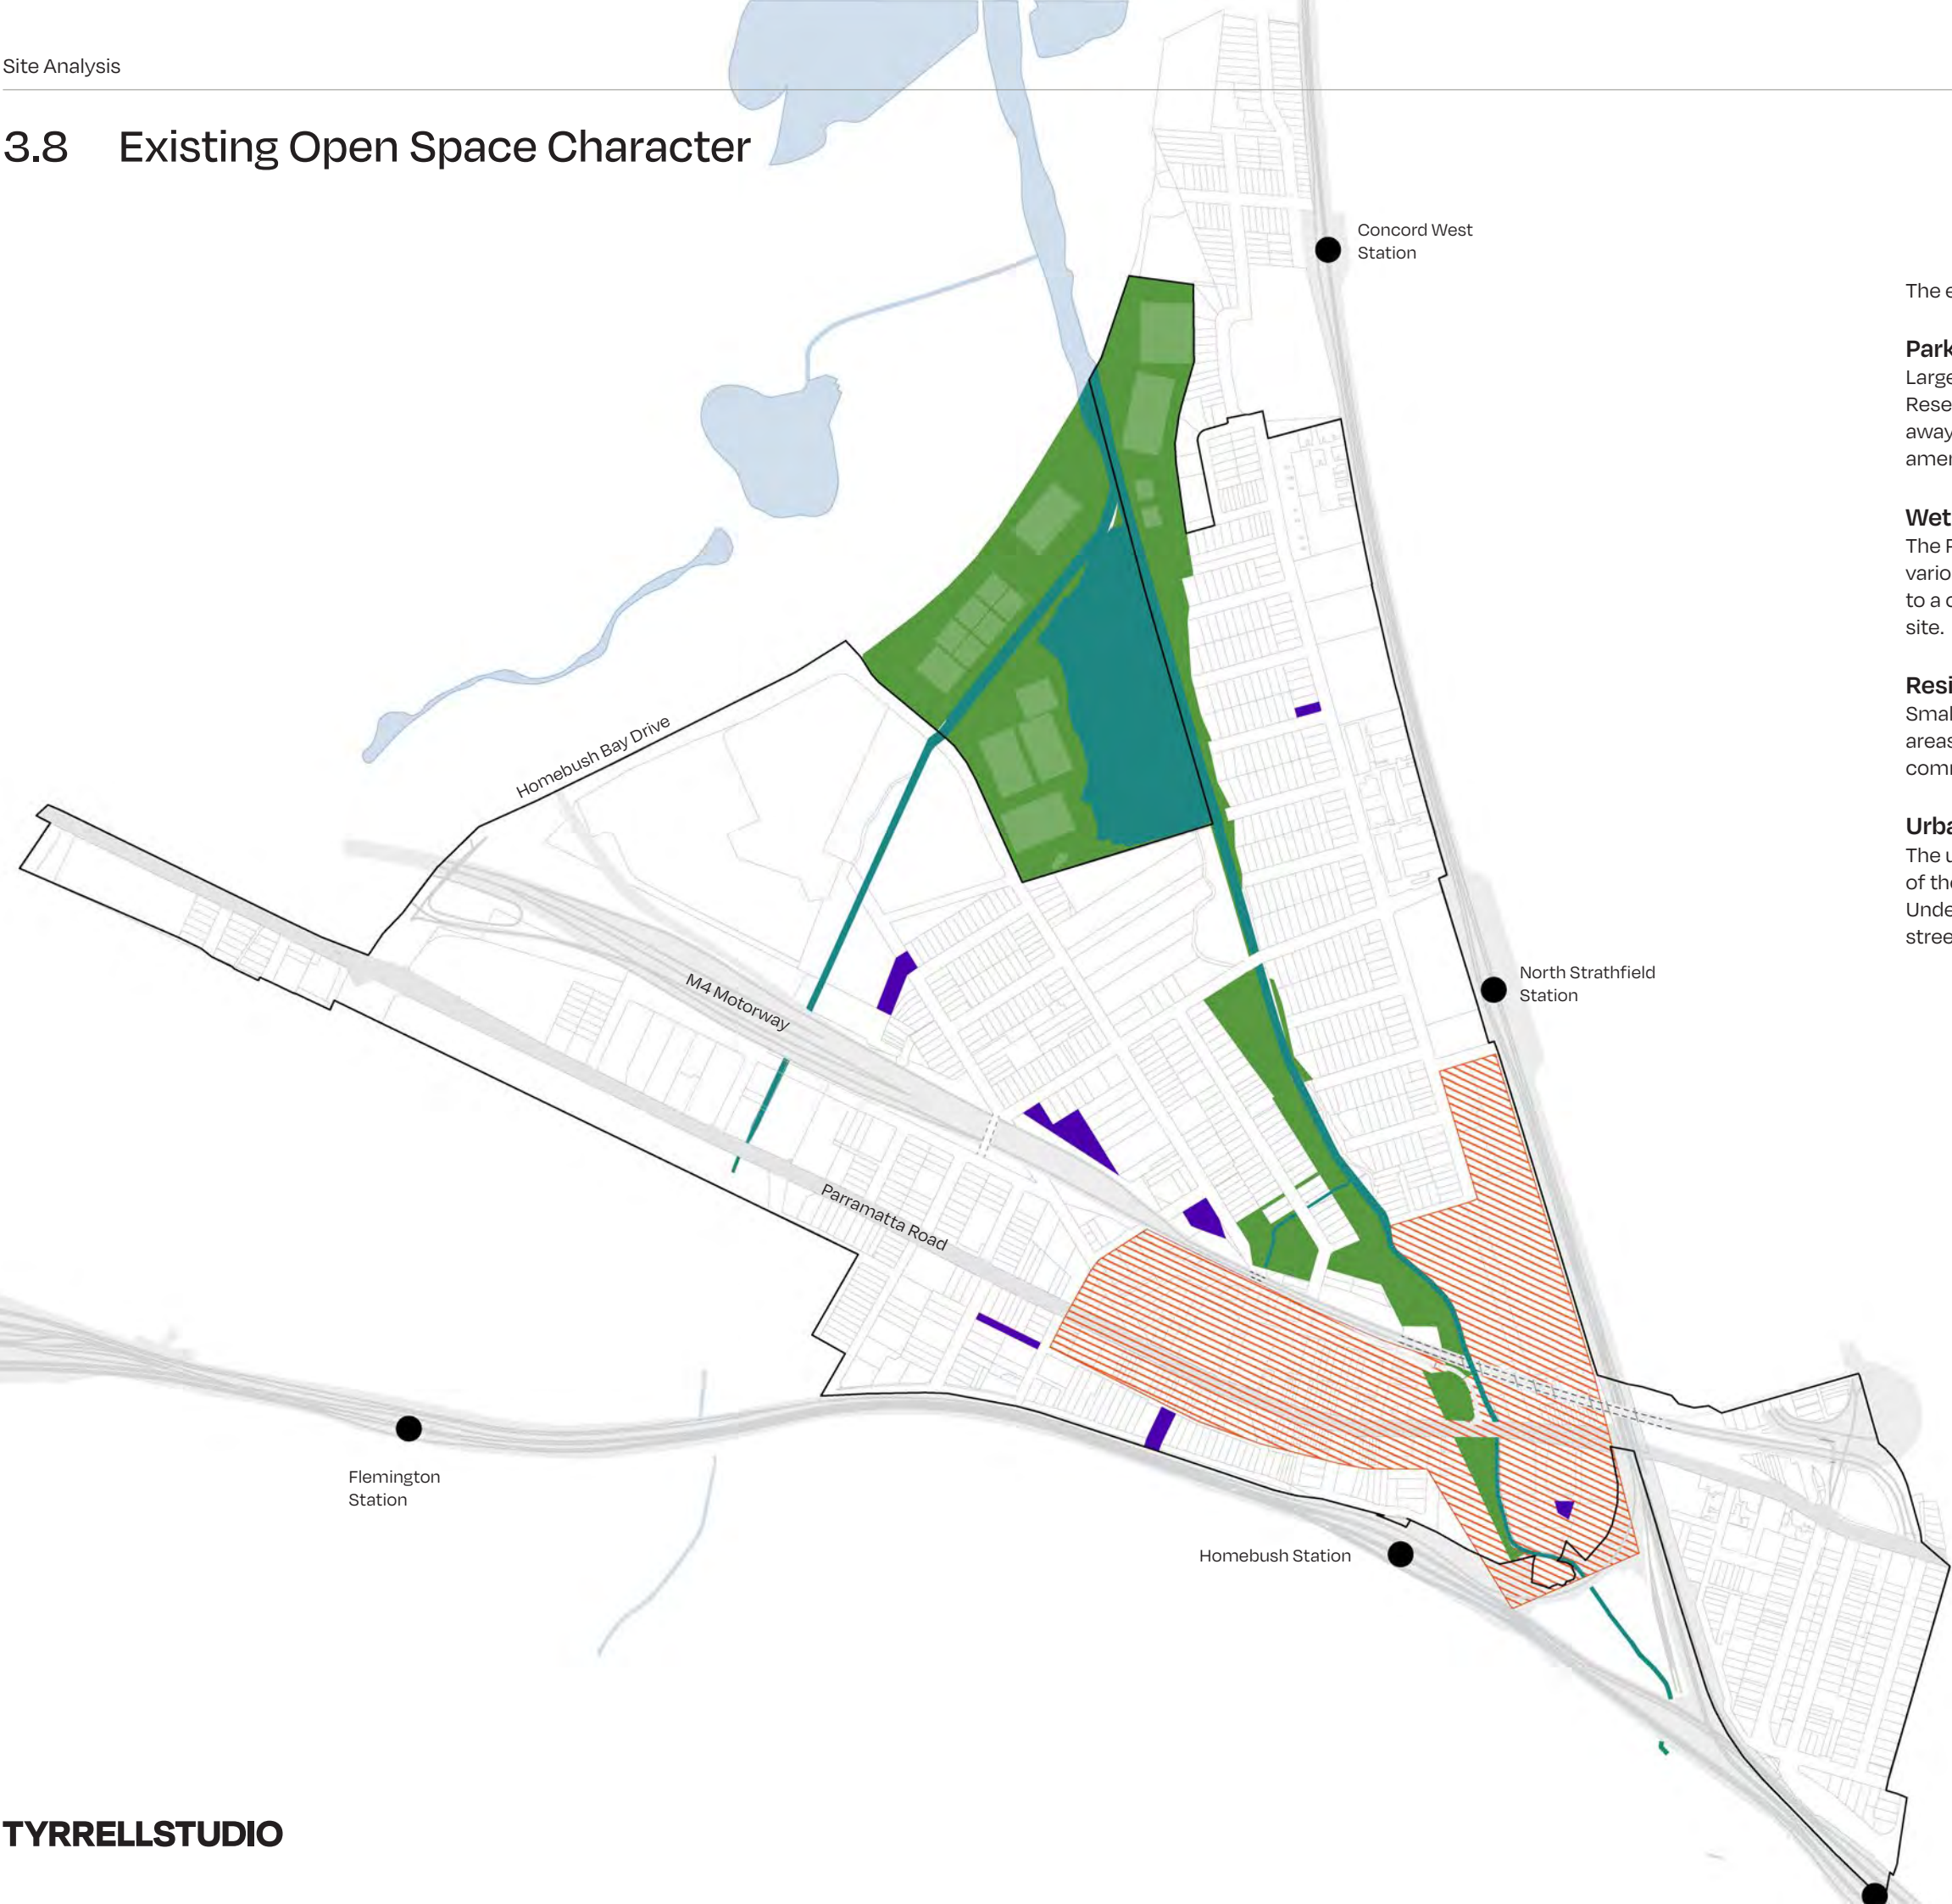 Site Analysis
3.8 Existing Open Space Character
Concord West
Station
The e
Park
Large
Rese
away
amer
Wet
The P
vario
to a c
site.
Resi
Smal
areas
comm
Urba
The u
of the
Unde
stree
Homebush Bay Drive
M4 Motorway
North Strathfield
Station
Parramatta Road
Flemington
Station
Homebush Station
TYRRELLSTUDIO